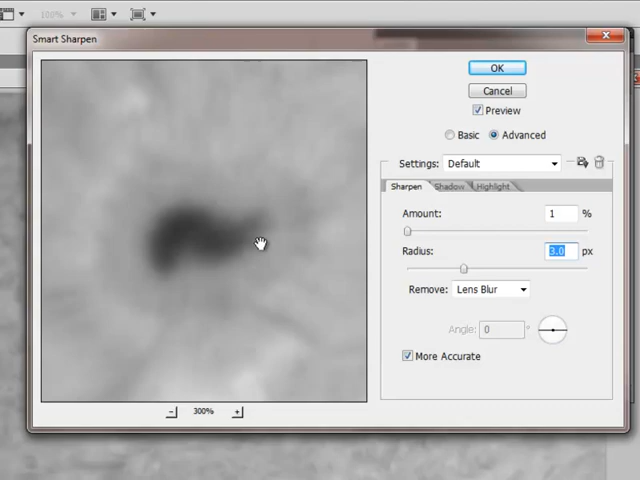 100%
Smart Sharpen
OK
Cancel
Preview
Basic Advanced
Settings: Default
Sharpen Shadow Highlight
Amount: 1 %
Radius: 3.0 px
Remove: Lens Blur
Angle: 0 °
More Accurate
300%